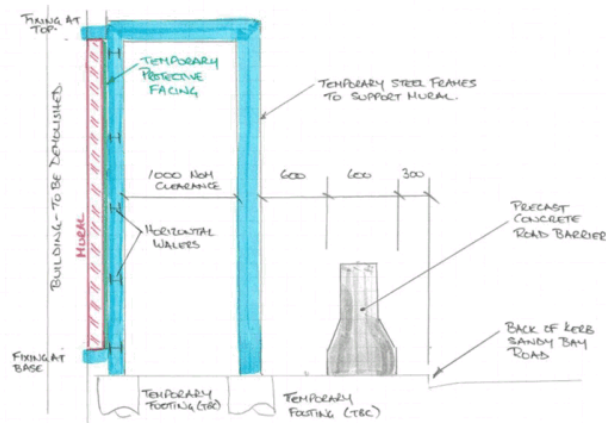 FIXING AT
TOP.
TEMPORARY
PROTECTIVE
FACING
TEMPORARY STEEL FRAMES
TO SUPPORT MURAL.
BUILDING - TO BE DEMOLISHED.
MURAL
1000 NOM
CLEARANCE
600
600
300
HORIZONTAL
WALERS
PRECAST
CONCRETE
ROAD BARRIER
BACK OF KERB
SANDY BAY
ROAD
FIXING AT
BASE
TEMPORARY
FOOTING (TBC)
TEMPORARY
FOOTING (TBC)